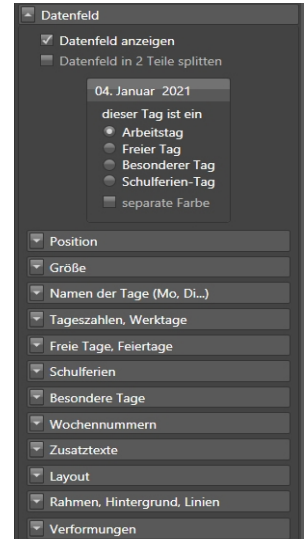 Datenfeld
Datenfeld anzeigen
Datenfeld in 2 Teile splitten
04. Januar 2021
dieser Tag ist ein
Arbeitstag
Freier Tag
Besonderer Tag
Schulferien-Tag
separate Farbe
Position
Größe
Namen der Tage (Mo, Di...)
Tageszahlen, Werktage
Freie Tage, Feiertage
Schulferien
Besondere Tage
Wochennummern
Zusatztexte
Layout
Rahmen, Hintergrund, Linien
Verformungen